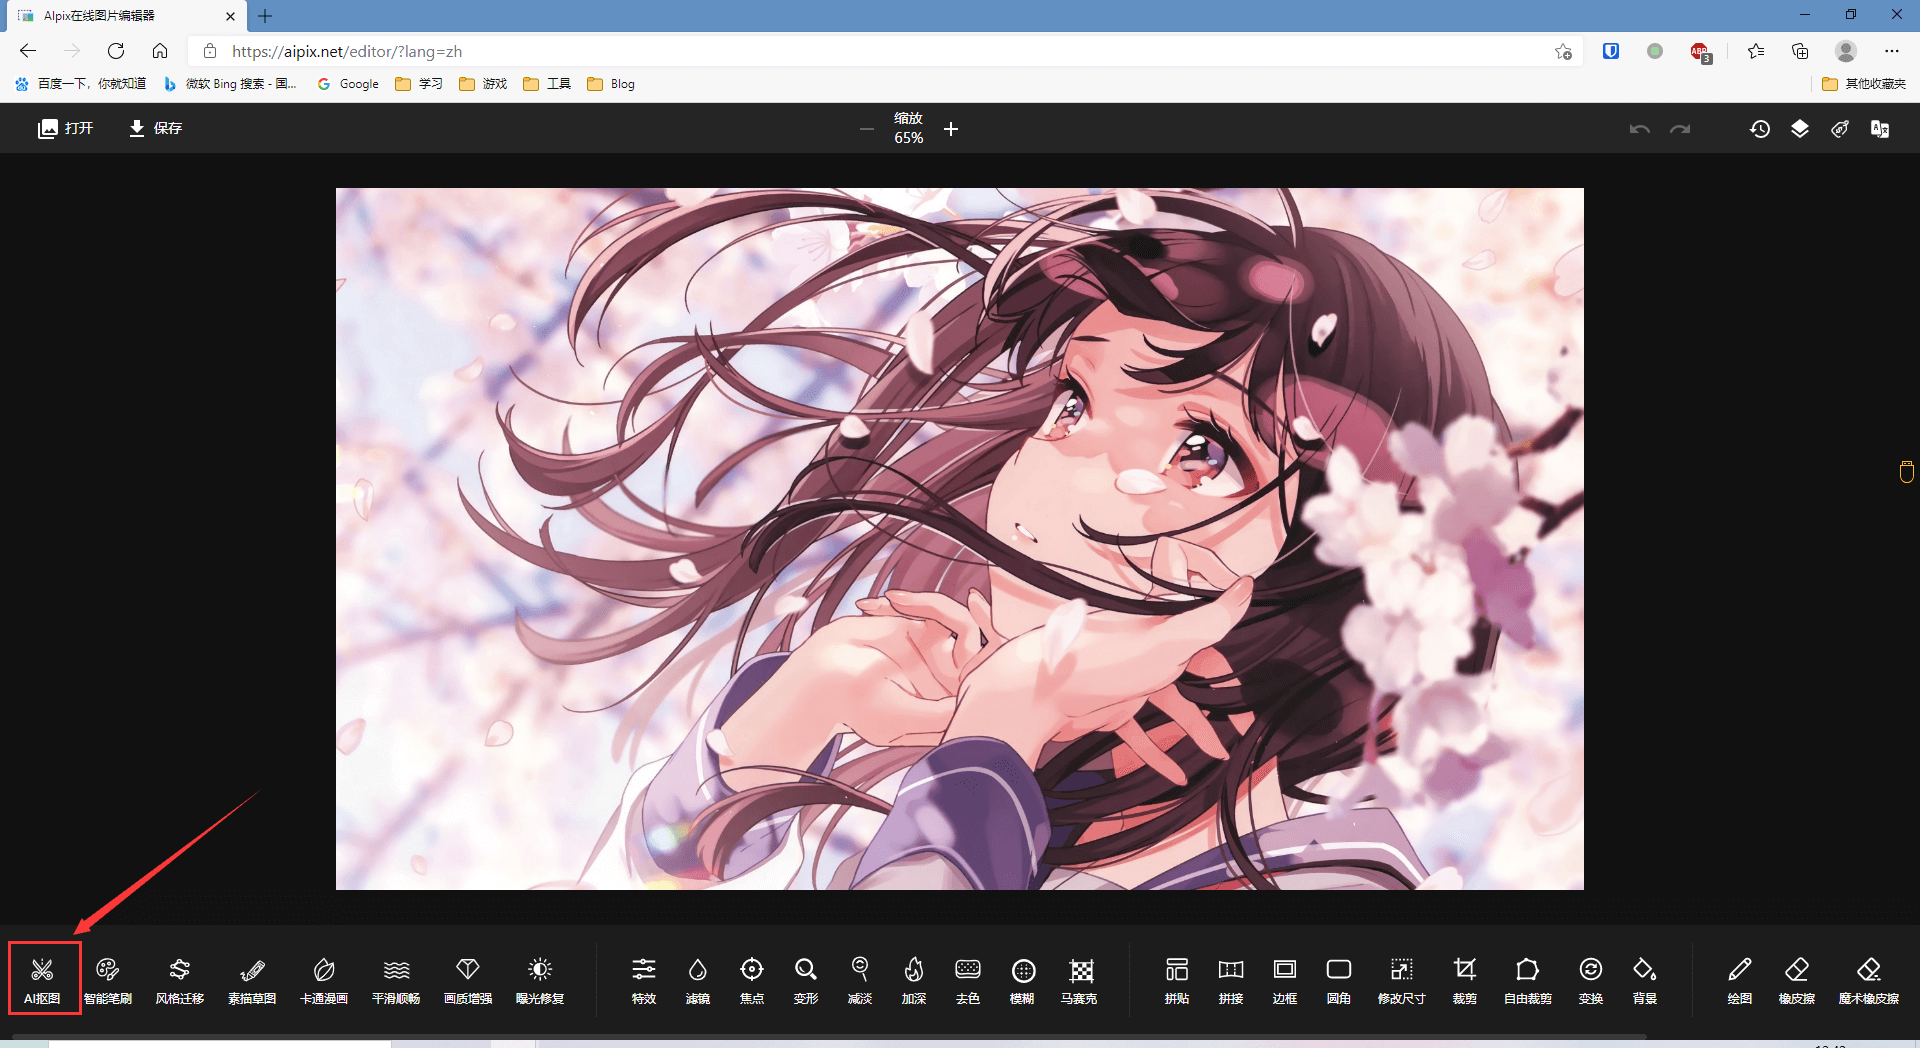 AIpix在线图片编辑器
https://aipix.net/editor/?lang=zh
ABP 3
百度一下，你就知道 微软 Bing 搜索 - 国... Google 学习 游戏 工具 Blog 其他收藏夹
打开 保存 缩放
65%
AI抠图 智能笔刷 风格迁移 素描草图 卡通漫画 平滑顺畅 画质增强 曝光修复 特效 滤镜 焦点 变形 减淡 加深 去色 模糊 马赛克 拼贴 拼接 边框 圆角 修改尺寸 裁剪 自由裁剪 变换 背景 绘图 橡皮擦 魔术橡皮擦